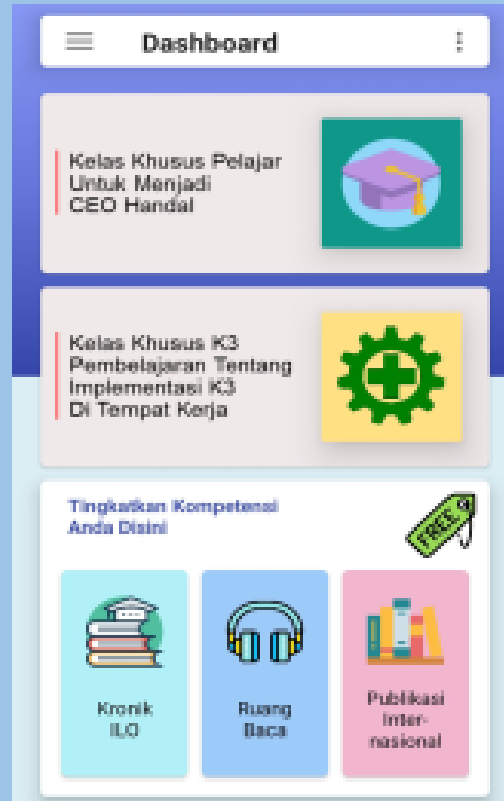 Dashboard
Kelas Khusus Pelajar
Untuk Menjadi
CEO Handal
Kelas Khusus K3
Pembelajaran Tentang
Implementasi K3
Di Tempat Kerja
Tingkatkan Kompetensi
Anda Disini
FREE
Kronik
ILO
Ruang
Baca
Publikasi
Inter-
nasional